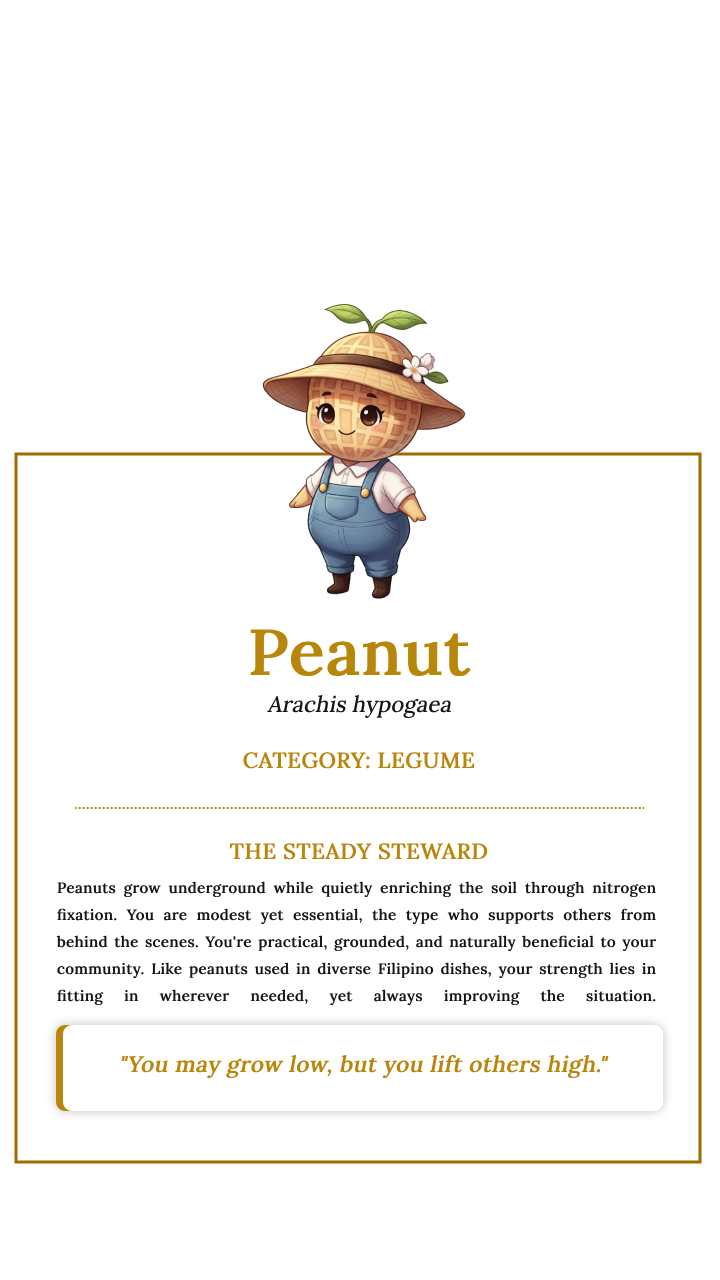 Peanut
Arachis hypogaea
CATEGORY: LEGUME
THE STEADY STEWARD
Peanuts grow underground while quietly enriching the soil through nitrogen
fixation. You are modest yet essential, the type who supports others from
behind the scenes. You're practical, grounded, and naturally beneficial to your
community. Like peanuts used in diverse Filipino dishes, your strength lies in
fitting in wherever needed, yet always improving the situation.
"You may grow low, but you lift others high."